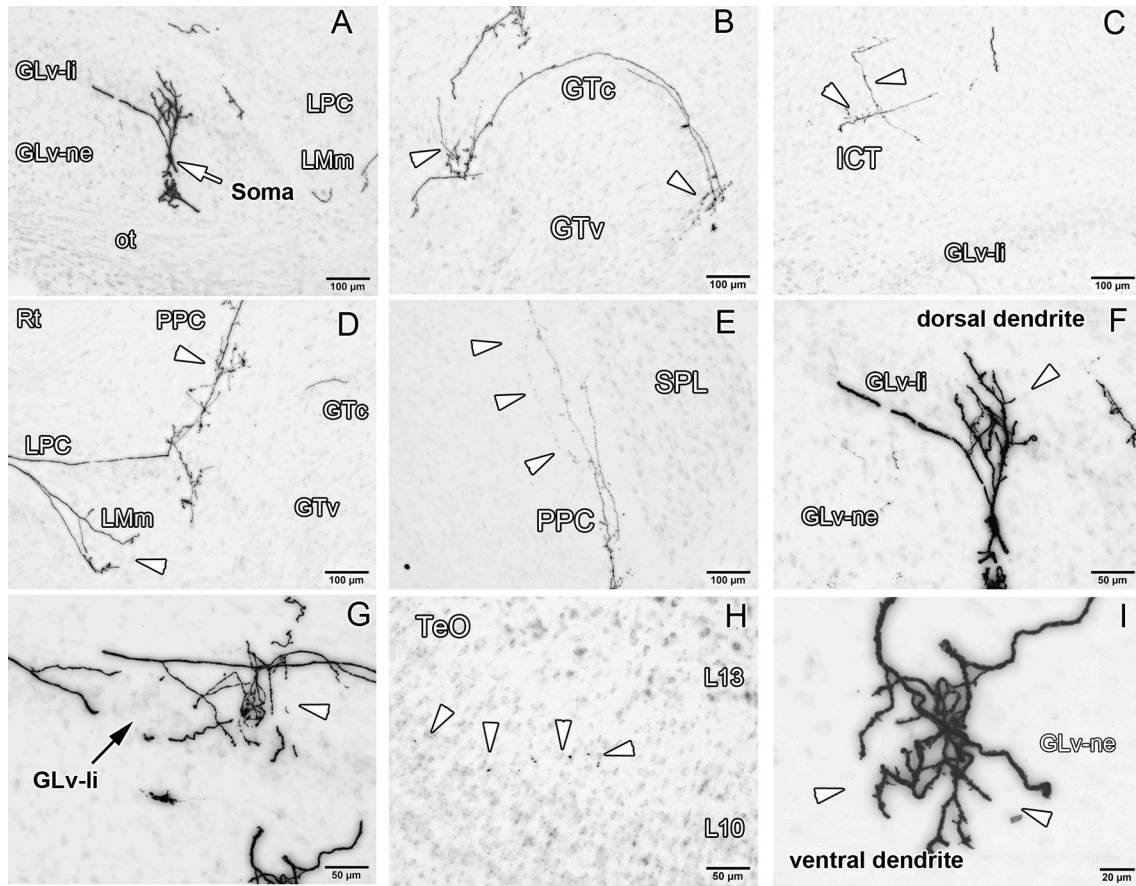 A
GLv-li
LPC
GLv-ne
LMm
Soma
ot
100 µm
B
GTc
GTv
100 µm
C
ICT
GLv-li
100 µm
D
Rt
PPC
GTc
LPC
LMm
GTv
100 µm
E
SPL
PPC
100 µm
F
dorsal dendrite
GLv-li
GLv-ne
50 µm
G
GLv-li
50 µm
H
TeO
L13
L10
50 µm
I
GLv-ne
ventral dendrite
20 µm